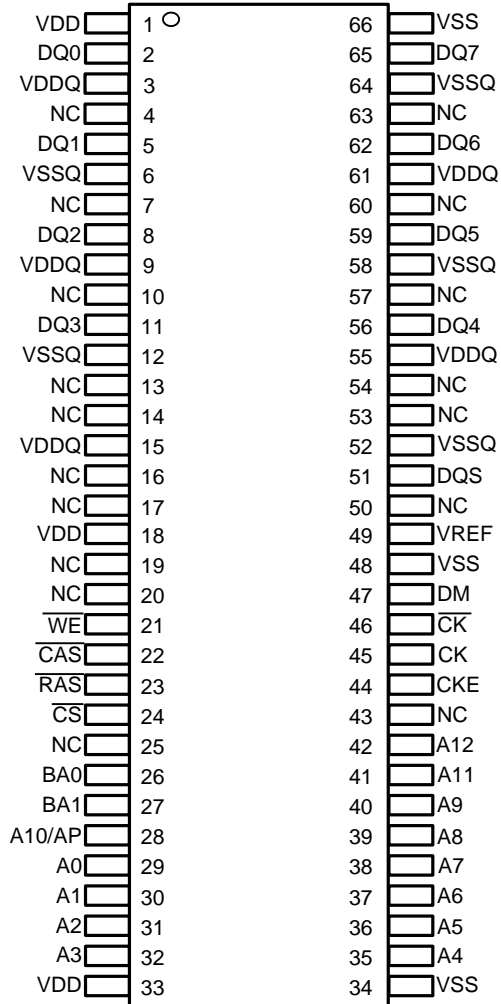 VDD 1 66 VSS
DQ0 2 65 DQ7
VDDQ 3 64 VSSQ
NC 4 63 NC
DQ1 5 62 DQ6
VSSQ 6 61 VDDQ
NC 7 60 NC
DQ2 8 59 DQ5
VDDQ 9 58 VSSQ
NC 10 57 NC
DQ3 11 56 DQ4
VSSQ 12 55 VDDQ
NC 13 54 NC
NC 14 53 NC
VDDQ 15 52 VSSQ
NC 16 51 DQS
NC 17 50 NC
VDD 18 49 VREF
NC 19 48 VSS
NC 20 47 DM
W̅E̅ 21 46 C̅K̅
C̅A̅S̅ 22 45 CK
R̅A̅S̅ 23 44 CKE
C̅S̅ 24 43 NC
NC 25 42 A12
BA0 26 41 A11
BA1 27 40 A9
A10/AP 28 39 A8
A0 29 38 A7
A1 30 37 A6
A2 31 36 A5
A3 32 35 A4
VDD 33 34 VSS